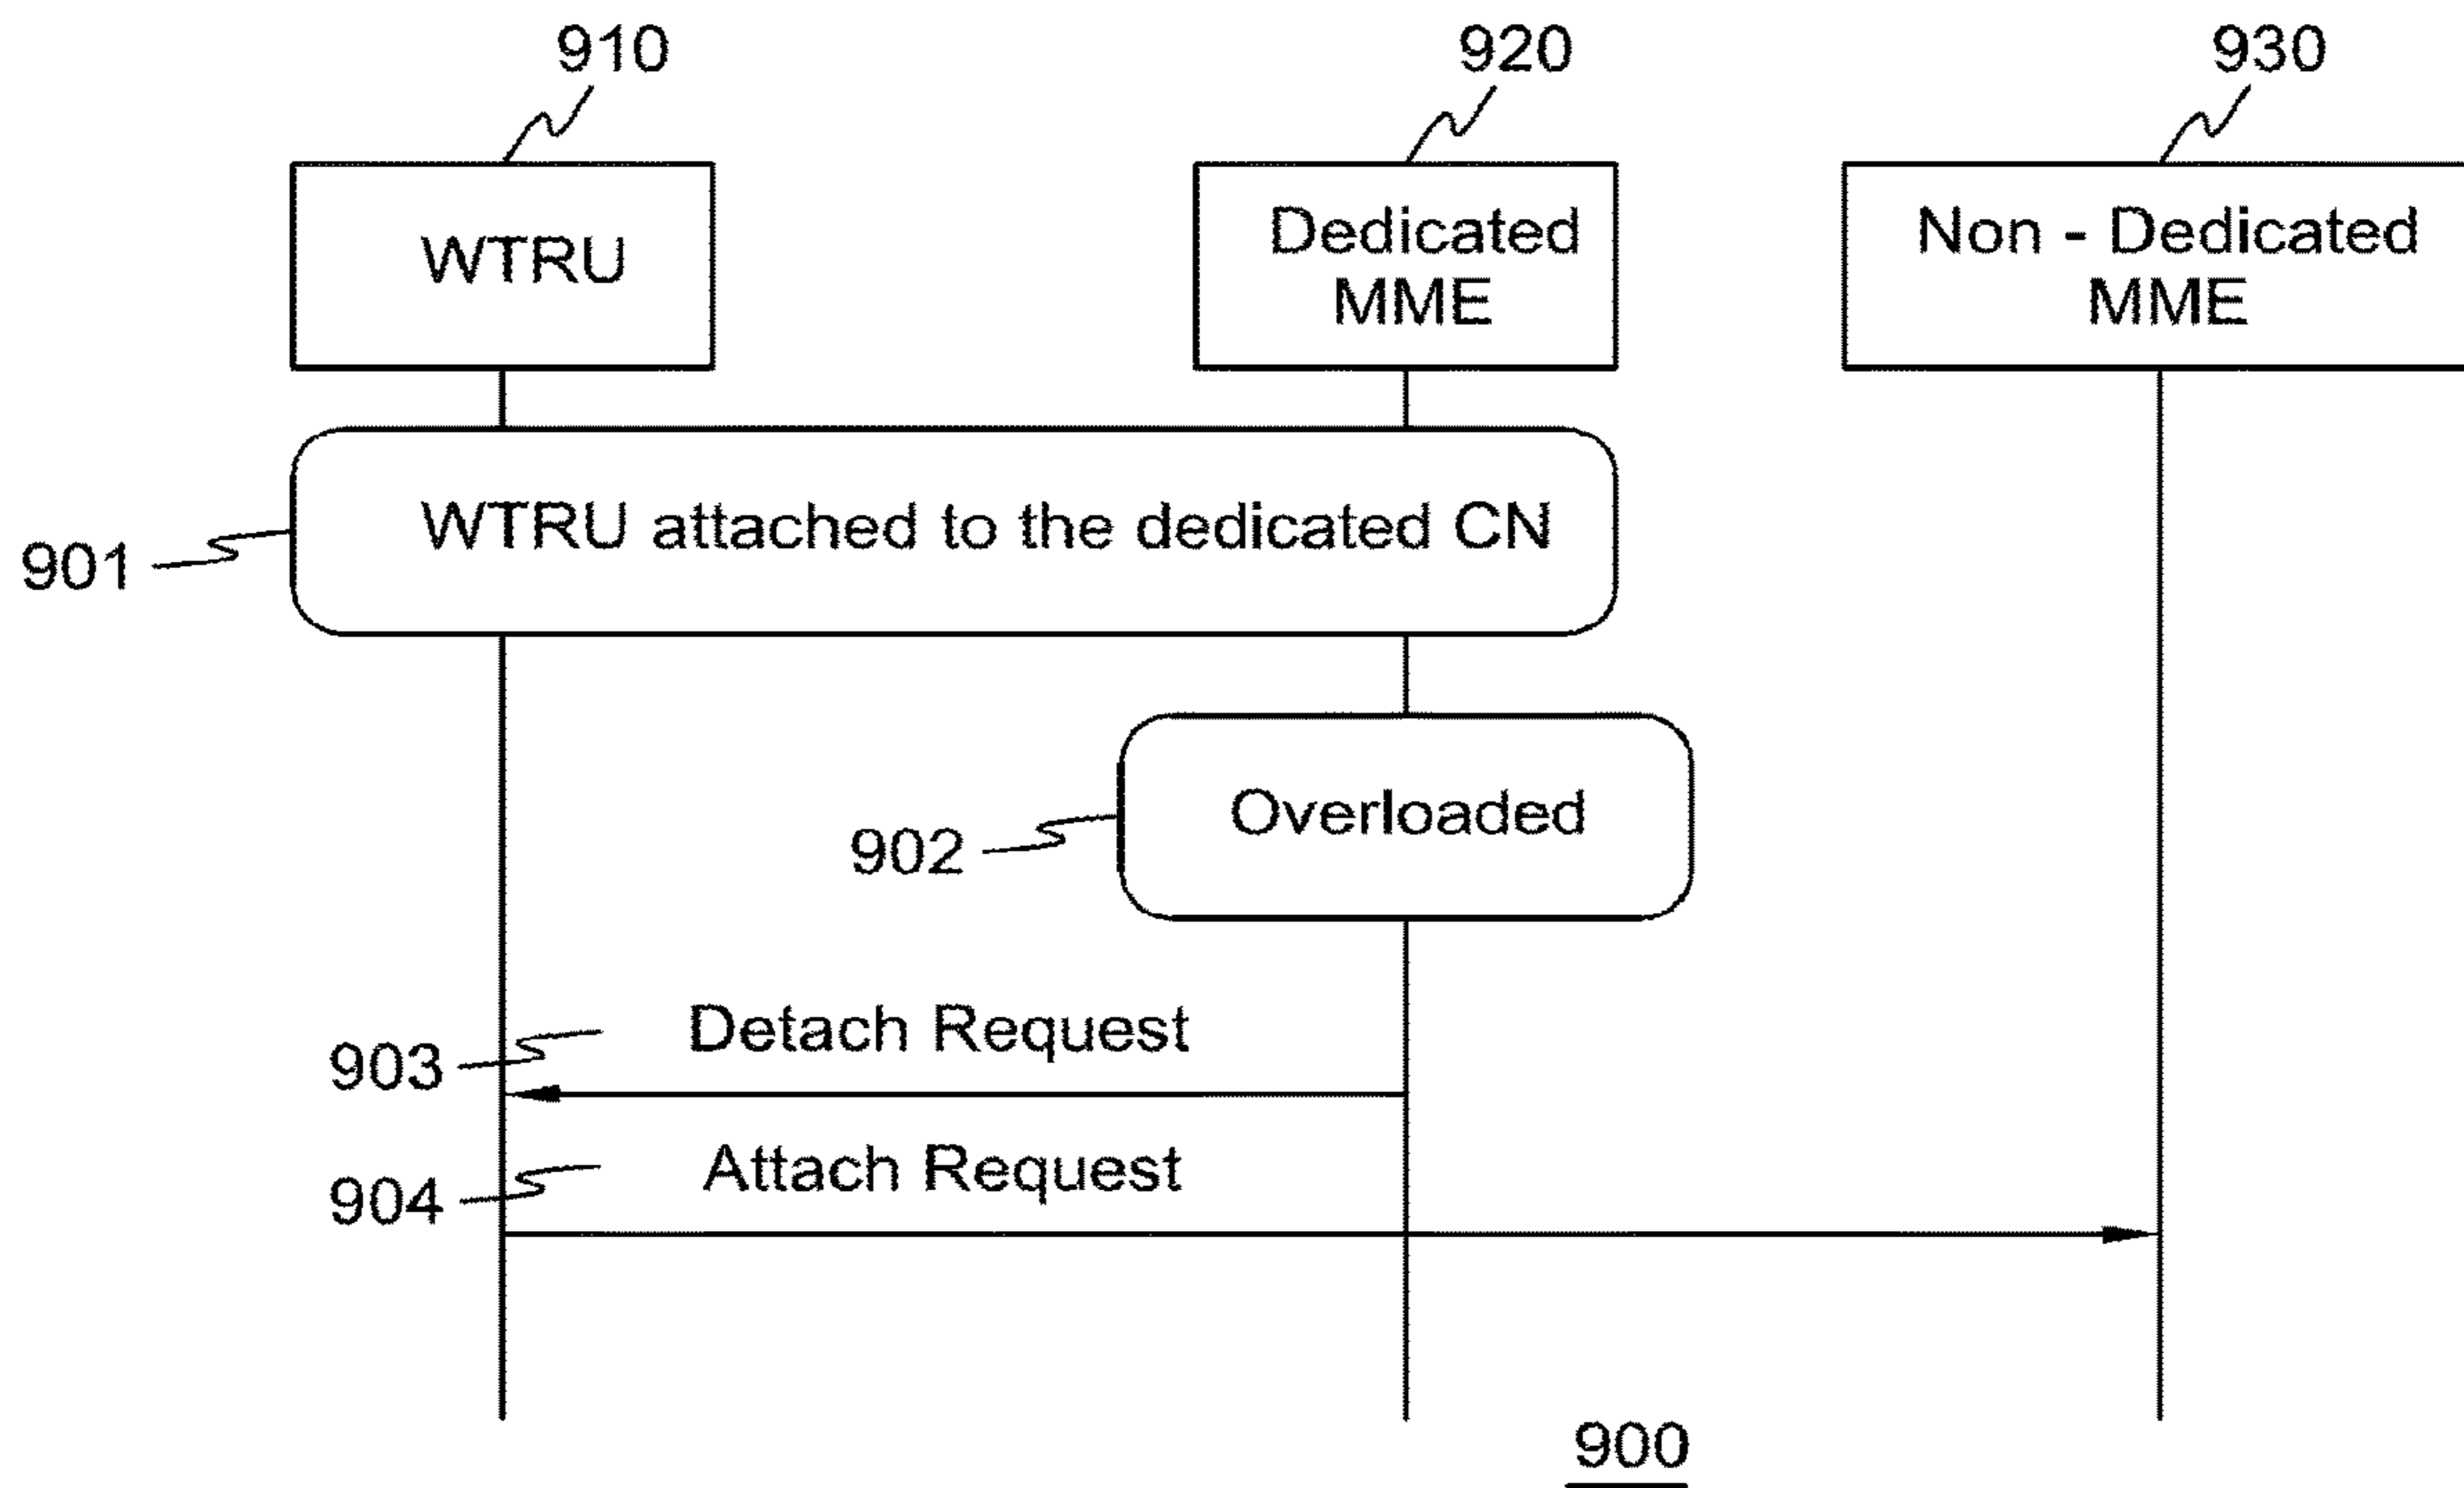 910
920
930
WTRU
Dedicated
MME
Non - Dedicated
MME
WTRU attached to the dedicated CN
901
Overloaded
902
Detach Request
903
Attach Request
904
900